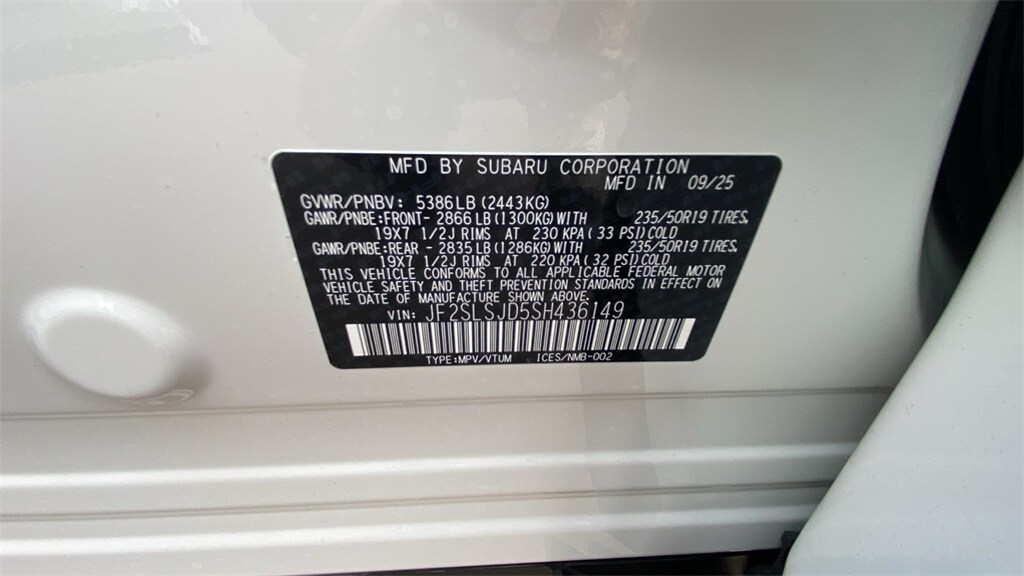 MFD BY SUBARU CORPORATION
MFD IN 09/25
GVWR/PNBV: 5386LB (2443KG)
GAWR/PNBE:FRONT- 2866LB (1300KG) WITH 235/50R19 TIRES,
19X7 1/2J RIMS AT 230 KPA ( 33 PSI) COLD
GAWR/PNBE:REAR - 2835LB (1286KG) WITH 235/50R19 TIRES,
19X7 1/2J RIMS AT 220 KPA ( 32 PSI) COLD
THIS VEHICLE CONFORMS TO ALL APPLICABLE FEDERAL MOTOR
VEHICLE SAFETY AND THEFT PREVENTION STANDARDS IN EFFECT ON
THE DATE OF MANUFACTURE SHOWN ABOVE.
VIN: JF2SLSJD5SH436149
TYPE:MPV/VTUM ICES/NMB-002